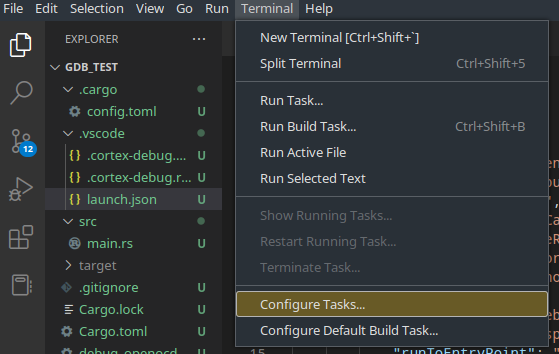 File Edit Selection View Go Run Terminal Help
EXPLORER
GDB_TEST
.cargo
config.toml U
.vscode
.cortex-debug.... U
.cortex-debug.r... U
launch.json U
src
main.rs U
target
.gitignore U
Cargo.lock U
Cargo.toml U
debug_openocd U
12
New Terminal [Ctrl+Shift+`]
Split Terminal Ctrl+Shift+5
Run Task...
Run Build Task... Ctrl+Shift+B
Run Active File
Run Selected Text
Show Running Tasks...
Restart Running Task...
Terminate Task...
Configure Tasks...
Configure Default Build Task...
15 "runToEntryPoint": "